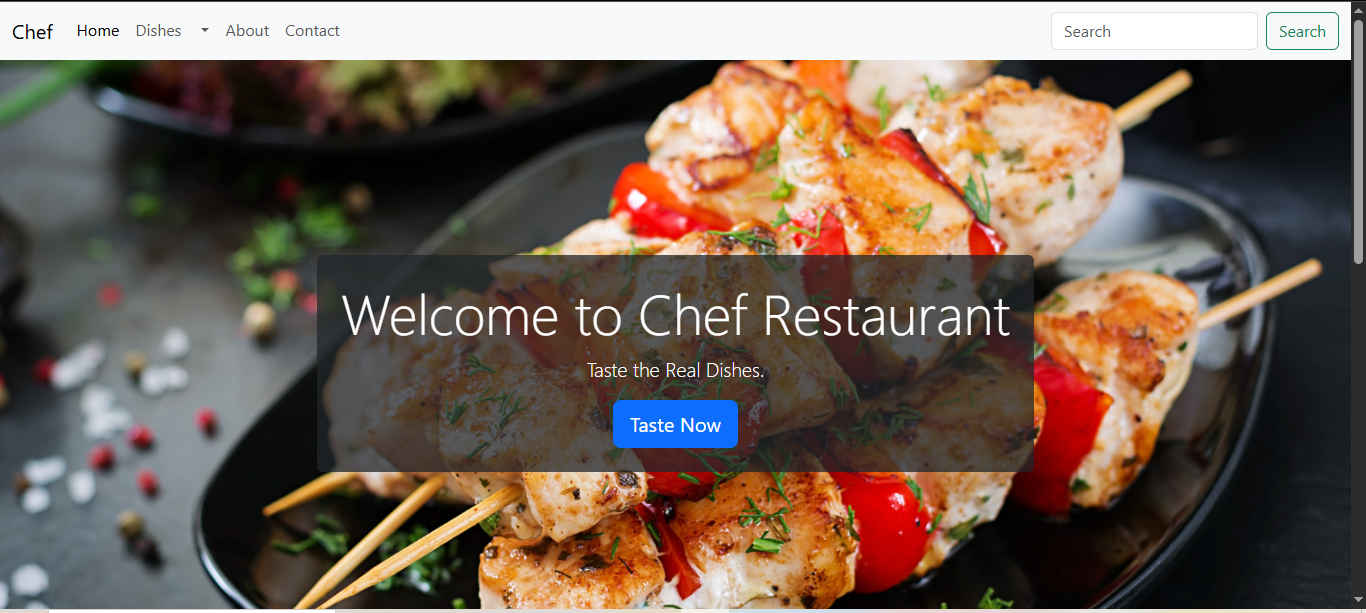 Chef Home Dishes About Contact Search Search
Welcome to Chef Restaurant
Taste the Real Dishes.
Taste Now